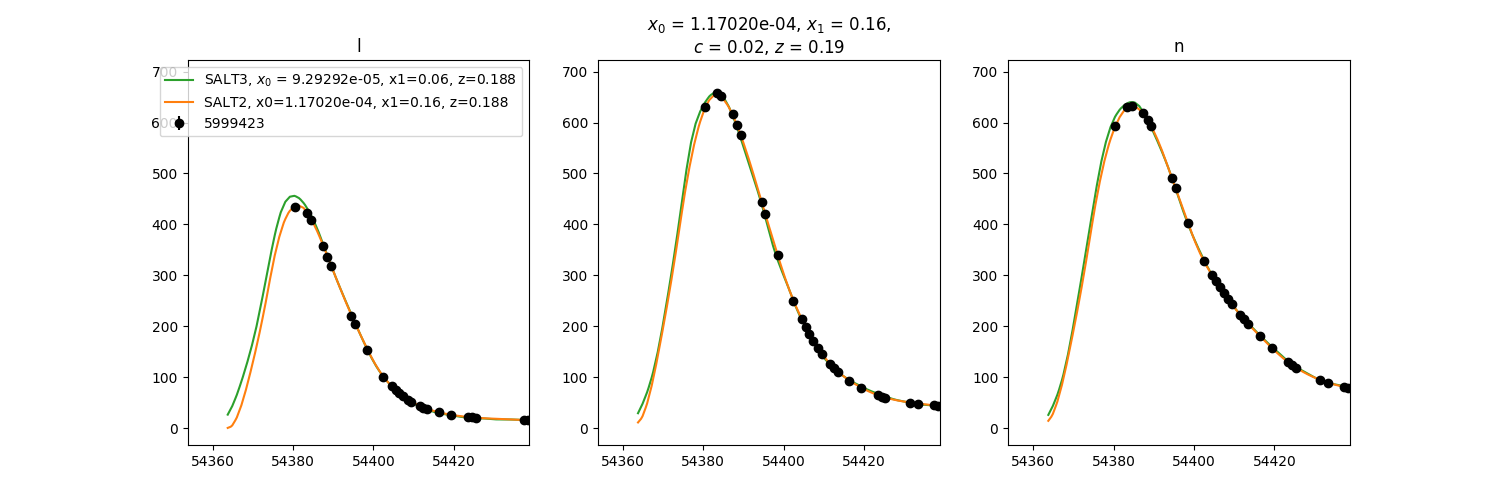 x₀ = 1.17020e-04, x₁ = 0.16,
c = 0.02, z = 0.19
l
n
SALT3, x₀ = 9.29292e-05, x1=0.06, z=0.188
SALT2, x0=1.17020e-04, x1=0.16, z=0.188
5999423
700
600
500
400
300
200
100
0
54360 54380 54400 54420
700
600
500
400
300
200
100
0
54360 54380 54400 54420
700
600
500
400
300
200
100
0
54360 54380 54400 54420